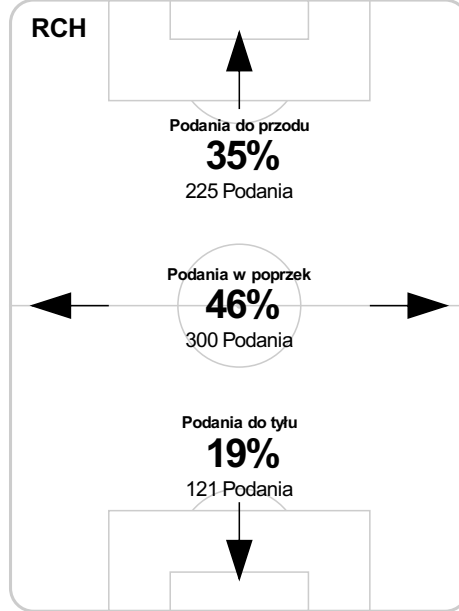 RCH
Podania do przodu
35%
225 Podania
Podania w poprzek
46%
300 Podania
Podania do tyłu
19%
121 Podania